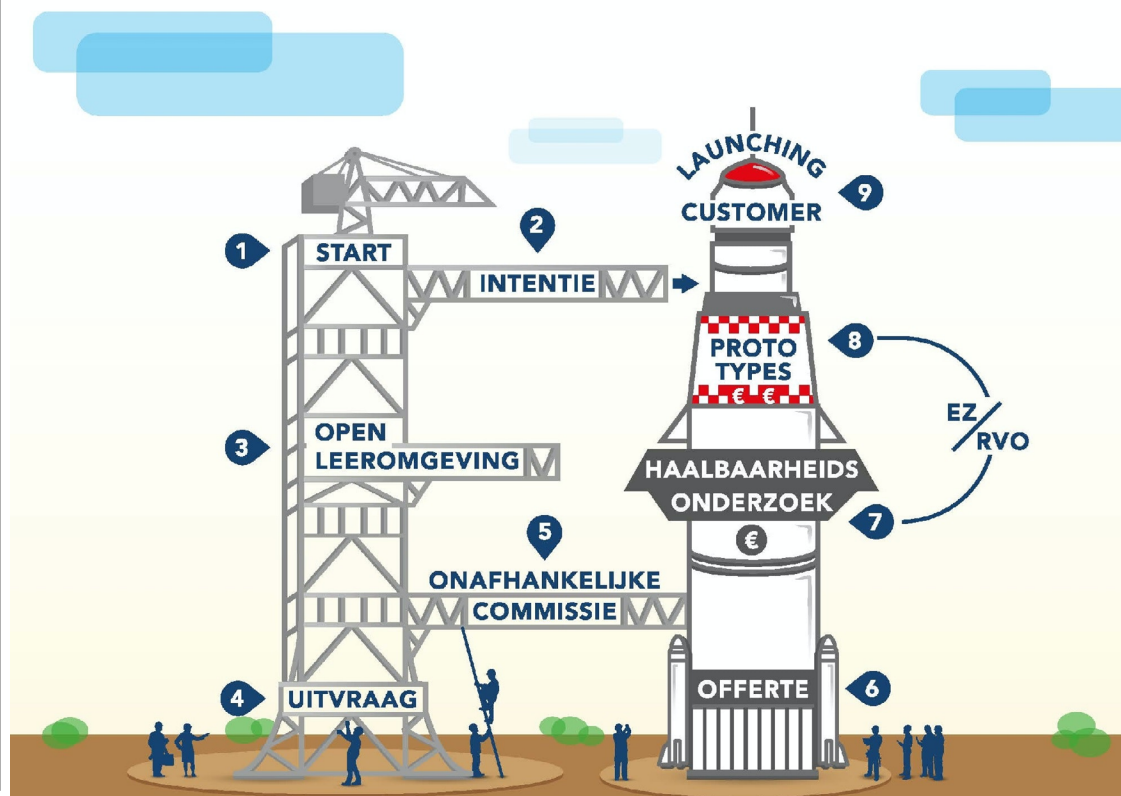 1
START
2
INTENTIE
3
OPEN
LEEROMGEVING
4
UITVRAAG
5
ONAFHANKELIJKE
COMMISSIE
6
OFFERTE
7
HAALBAARHEIDS
ONDERZOEK
€
8
PROTO
TYPES
€ €
EZ/
RVO
9
LAUNCHING
CUSTOMER